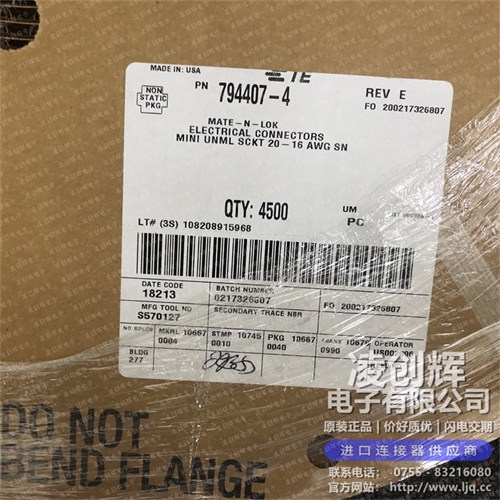 MADE IN: USA
TE
NON
STATIC
PKG
PN 794407-4
REV E
FO 200217326807
MATE-N-LOK
ELECTRICAL CONNECTORS
MINI UNML SCKT 20-16 AWG SN
QTY: 4500
UM
PC
LT# (3S) 108208915968
DATE CODE
18213
BATCH NUMBER
0217326807
FO 200217326807
MFG TOOL NO
S570127
SECONDARY TRACE NBR
NO SPLCS
MKRL 10667
0004
STMP 10745
0010
PKG 10667
0040
0990
OPERATOR
BLDG
277
DO NOT
BEND FLANGE
凌创辉
电子有限公司
原装正品 | 价好质优 | 闪电交期
进口连接器供应商
联系电话: 0755-83216080
http://www.ljq.cc